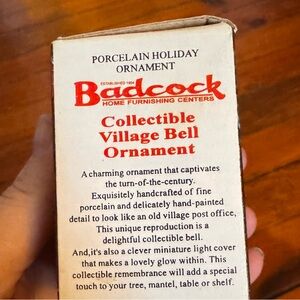 PORCELAIN HOLIDAY
ORNAMENT
ESTABLISHED 1904
Badcock
HOME FURNISHING CENTERS
Collectible
Village Bell
Ornament
A charming ornament that captivates
the turn-of-the-century.
Exquisitely handcrafted of fine
porcelain and delicately hand-painted
detail to look like an old village post office,
This unique reproduction is a
delightful collectible bell.
And,it's also a clever miniature light cover
that makes a lovely glow within. This
collectible remembrance will add a special
touch to your tree, mantel, table or shelf.